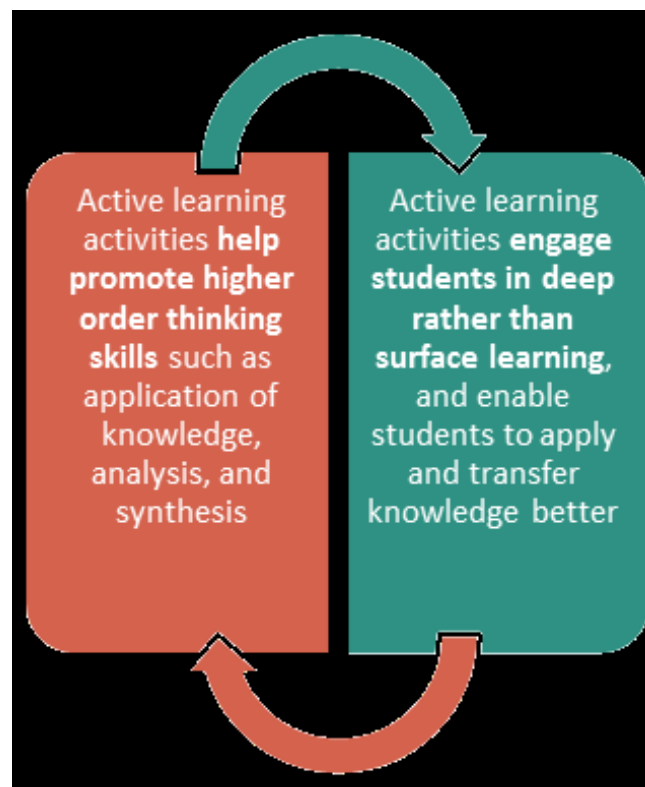 Active learning
activities help
promote higher
order thinking
skills such as
application of
knowledge,
analysis, and
synthesis
Active learning
activities engage
students in deep
rather than
surface learning,
and enable
students to apply
and transfer
knowledge better